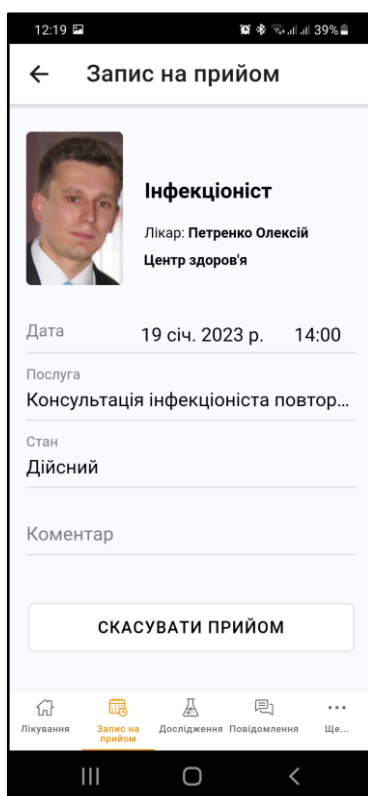 12:19 39%
Запис на прийом
Інфекціоніст
Лікар: Петренко Олексій
Центр здоров'я
Дата 19 січ. 2023 р. 14:00
Послуга
Консультація інфекціоніста повтор...
Стан
Дійсний
Коментар
СКАСУВАТИ ПРИЙОМ
Лікування Запис на прийом Дослідження Повідомлення Ще...